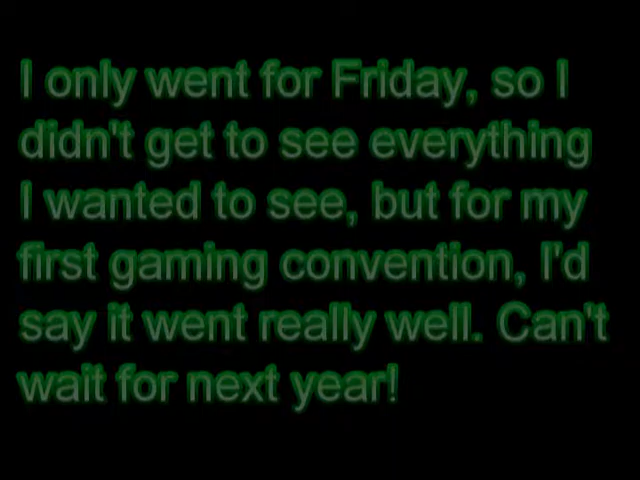 I only went for Friday, so I
didn't get to see everything
I wanted to see, but for my
first gaming convention, I'd
say it went really well. Can't
wait for next year!